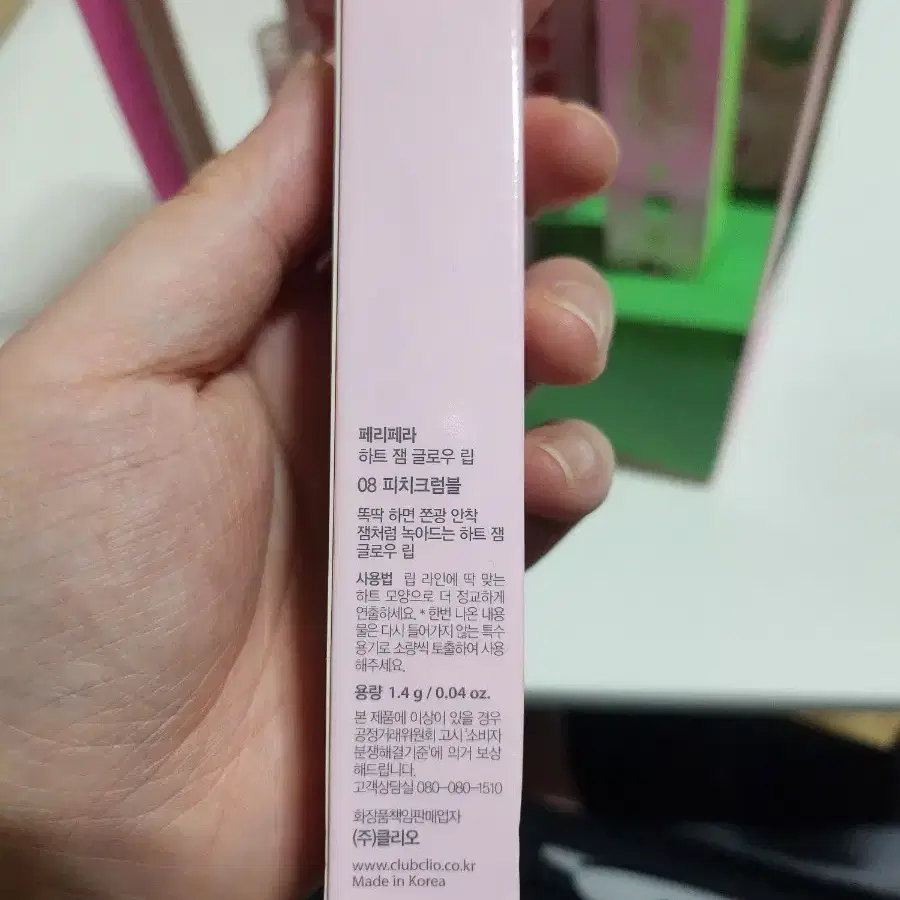 페리페라
하트 잼 글로우 립
08 피치크럼블
똑딱 하면 쫀광 안착
잼처럼 녹아드는 하트 잼
글로우 립
사용법 립 라인에 딱 맞는
하트 모양으로 더 정교하게
연출하세요. * 한번 나온 내용
물은 다시 들어가지 않는 특수
용기로 소량씩 토출하여 사용
해주세요.
용량 1.4 g / 0.04 oz.
본 제품에 이상이 있을 경우
공정거래위원회 고시 '소비자
분쟁해결기준'에 의거 보상
해드립니다.
고객상담실 080-080-1510
화장품책임판매업자
(주)클리오
www.clubclio.co.kr
Made in Korea